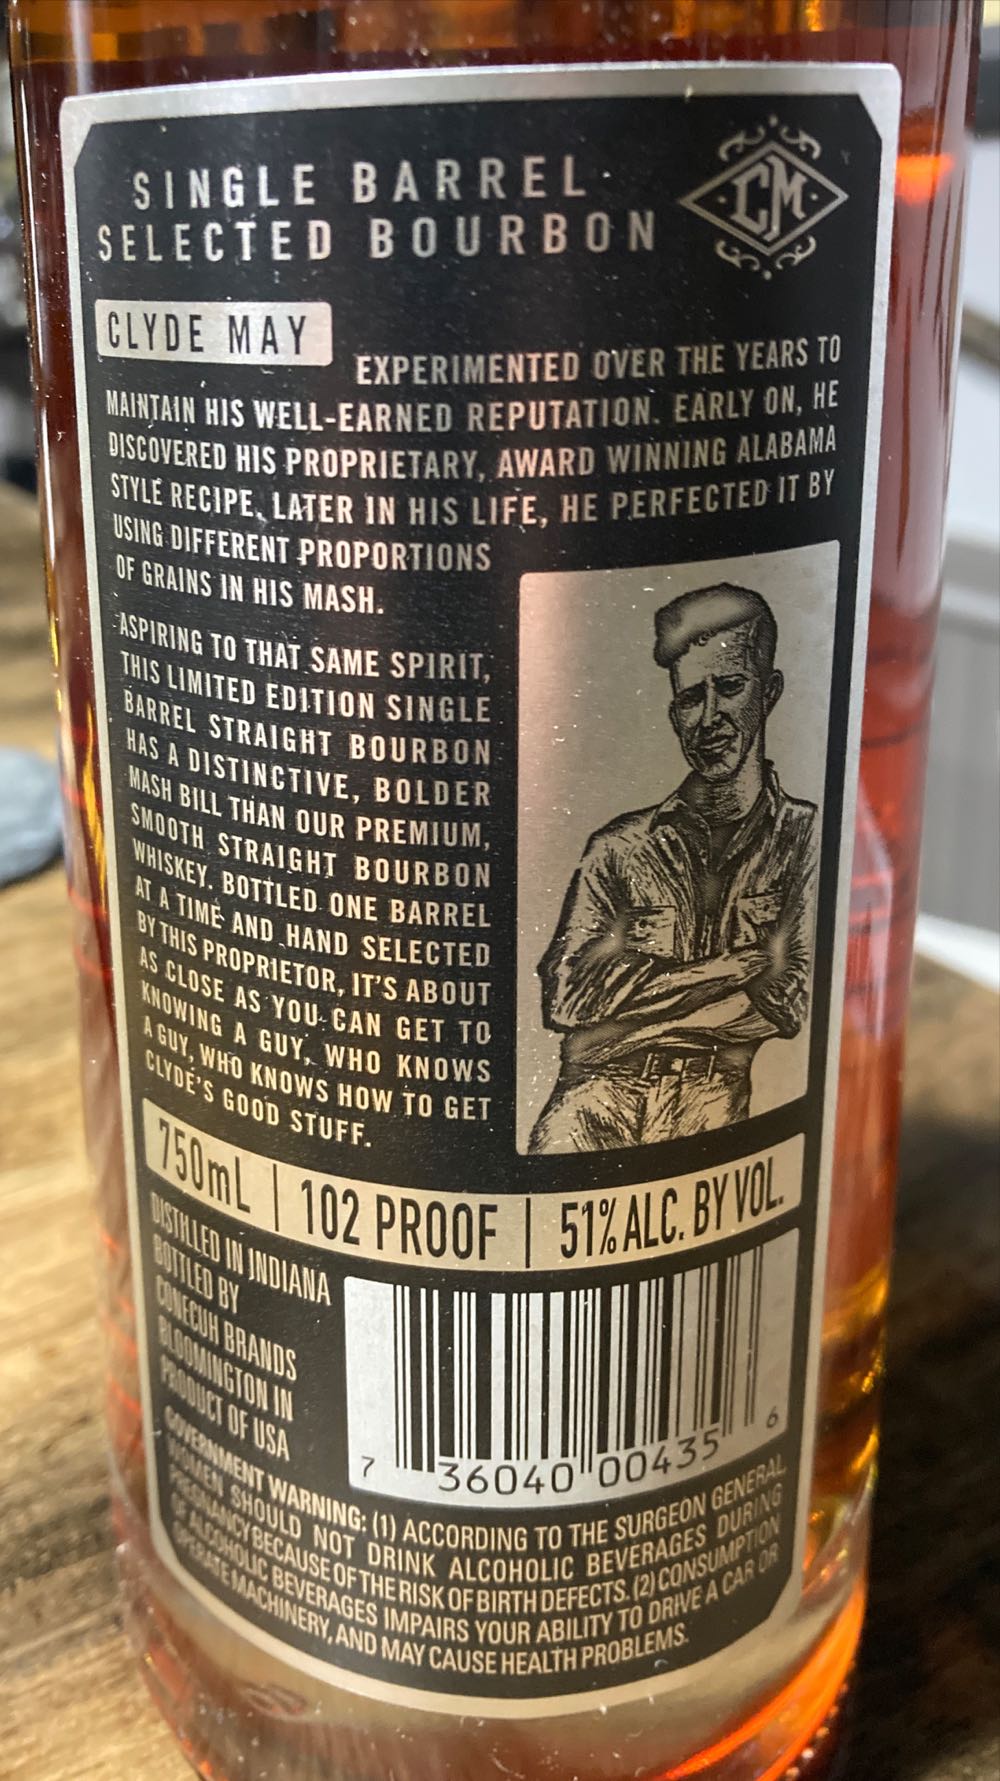 SINGLE BARREL
SELECTED BOURBON
CM
CLYDE MAY
EXPERIMENTED OVER THE YEARS TO
MAINTAIN HIS WELL-EARNED REPUTATION. EARLY ON, HE
DISCOVERED HIS PROPRIETARY, AWARD WINNING ALABAMA
STYLE RECIPE. LATER IN HIS LIFE, HE PERFECTED IT BY
USING DIFFERENT PROPORTIONS
OF GRAINS IN HIS MASH.
ASPIRING TO THAT SAME SPIRIT,
THIS LIMITED EDITION SINGLE
BARREL STRAIGHT BOURBON
HAS A DISTINCTIVE, BOLDER
MASH BILL THAN OUR PREMIUM,
SMOOTH STRAIGHT BOURBON
WHISKEY. BOTTLED ONE BARREL
AT A TIME AND HAND SELECTED
BY THIS PROPRIETOR, IT'S ABOUT
AS CLOSE AS YOU CAN GET TO
KNOWING A GUY, WHO KNOWS
A GUY, WHO KNOWS HOW TO GET
CLYDE'S GOOD STUFF.
750mL | 102 PROOF | 51% ALC. BY VOL.
DISTILLED IN INDIANA
BOTTLED BY
CONECUH BRANDS
BLOOMINGTON IN
PRODUCT OF USA
7 36040 00435 6
GOVERNMENT WARNING: (1) ACCORDING TO THE SURGEON GENERAL
WOMEN SHOULD NOT DRINK ALCOHOLIC BEVERAGES DURING
PREGNANCY BECAUSE OF THE RISK OF BIRTH DEFECTS. (2) CONSUMPTION
OF ALCOHOLIC BEVERAGES IMPAIRS YOUR ABILITY TO DRIVE A CAR OR
OPERATE MACHINERY, AND MAY CAUSE HEALTH PROBLEMS.